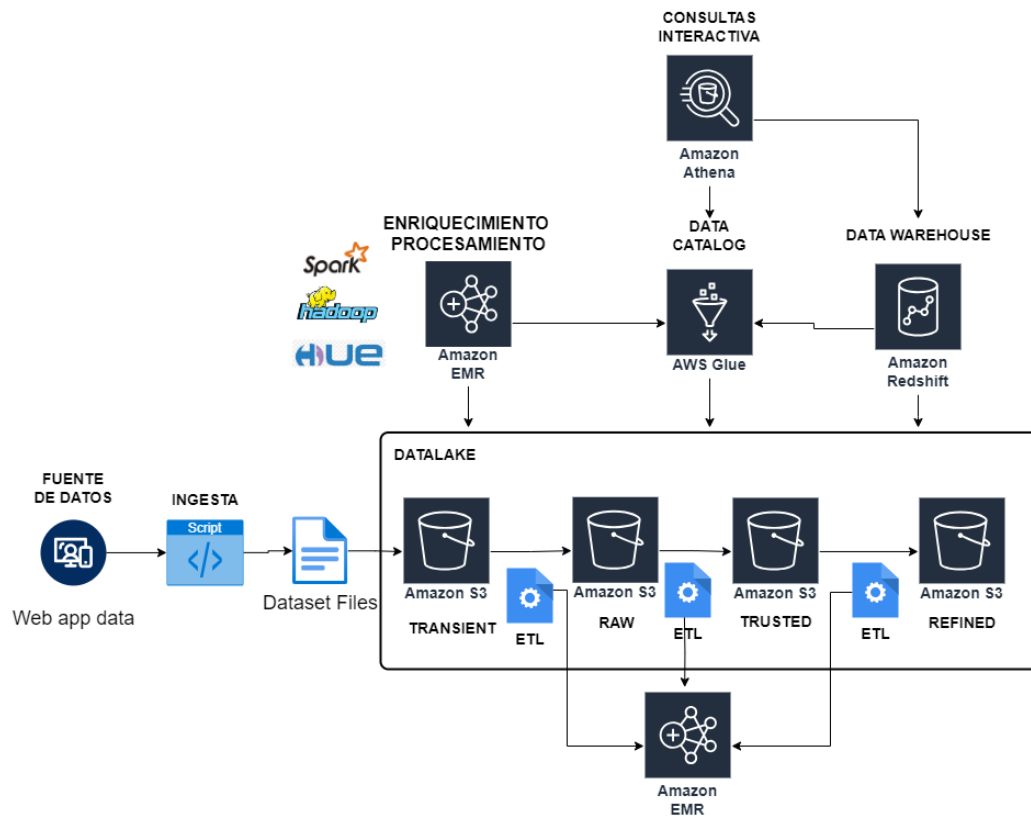 CONSULTAS
INTERACTIVA
Amazon
Athena
ENRIQUECIMIENTO
PROCESAMIENTO
DATA
CATALOG
DATA WAREHOUSE
Spark
hadoop
HUE
Amazon
EMR
AWS Glue
Amazon
Redshift
DATALAKE
FUENTE
DE DATOS
INGESTA
Script
Web app data
Dataset Files
Amazon S3
TRANSIENT
ETL
Amazon S3
RAW
ETL
Amazon S3
TRUSTED
ETL
Amazon S3
REFINED
Amazon
EMR